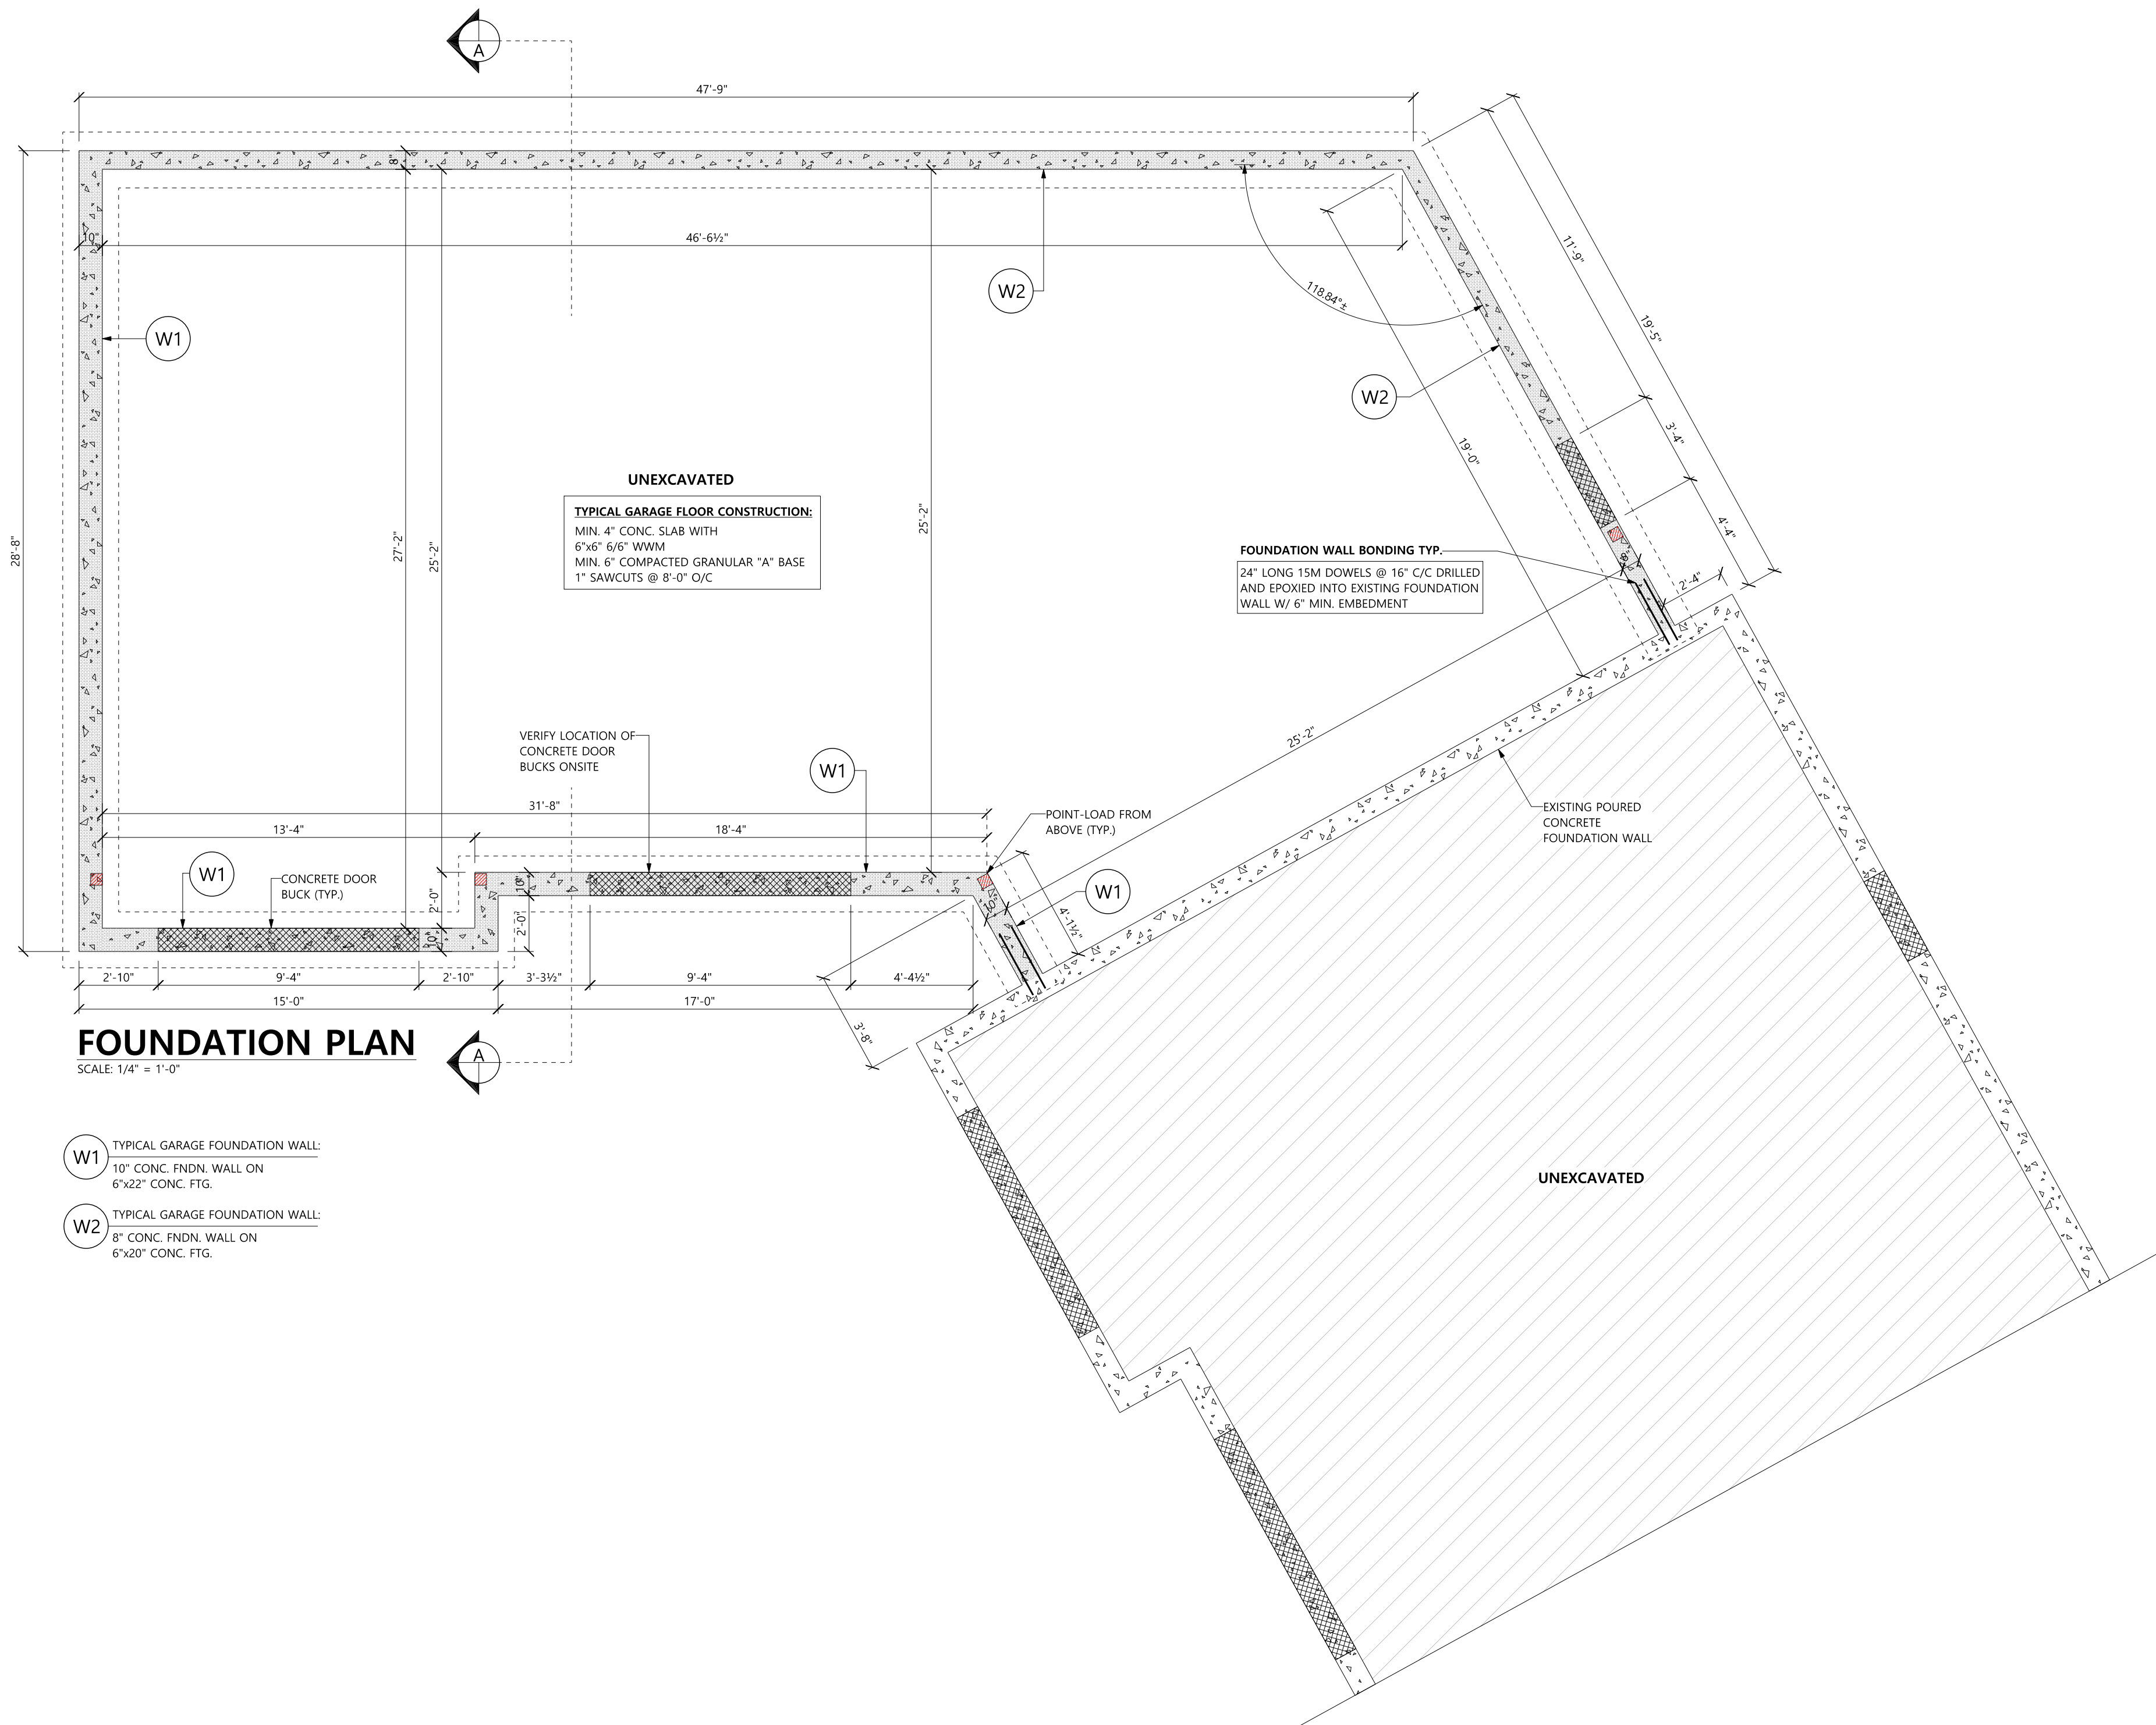 A
47'-9"
8"
10"
46'-6½"
W2
W1
118.84°±
11'-9"
19'-5"
3'-4"
4'-4"
W2
19'-0"
28'-8"
27'-2"
25'-2"
25'-2"
UNEXCAVATED
TYPICAL GARAGE FLOOR CONSTRUCTION:
MIN. 4" CONC. SLAB WITH
6"x6" 6/6" WWM
MIN. 6" COMPACTED GRANULAR "A" BASE
1" SAWCUTS @ 8'-0" O/C
FOUNDATION WALL BONDING TYP.
24" LONG 15M DOWELS @ 16" C/C DRILLED
AND EPOXIED INTO EXISTING FOUNDATION
WALL W/ 6" MIN. EMBEDMENT
8"
2'-4"
25'-2"
VERIFY LOCATION OF
CONCRETE DOOR
BUCKS ONSITE
W1
31'-8"
13'-4"
18'-4"
POINT-LOAD FROM
ABOVE (TYP.)
EXISTING POURED
CONCRETE
FOUNDATION WALL
W1
CONCRETE DOOR
BUCK (TYP.)
2'-0"
10"
10"
2'-0"
10"
W1
4'-11½"
2'-10"
9'-4"
2'-10"
3'-3½"
9'-4"
4'-4½"
15'-0"
17'-0"
3'-8"
FOUNDATION PLAN
SCALE: 1/4" = 1'-0"
A
W1
TYPICAL GARAGE FOUNDATION WALL:
10" CONC. FNDN. WALL ON
6"x22" CONC. FTG.
W2
TYPICAL GARAGE FOUNDATION WALL:
8" CONC. FNDN. WALL ON
6"x20" CONC. FTG.
UNEXCAVATED